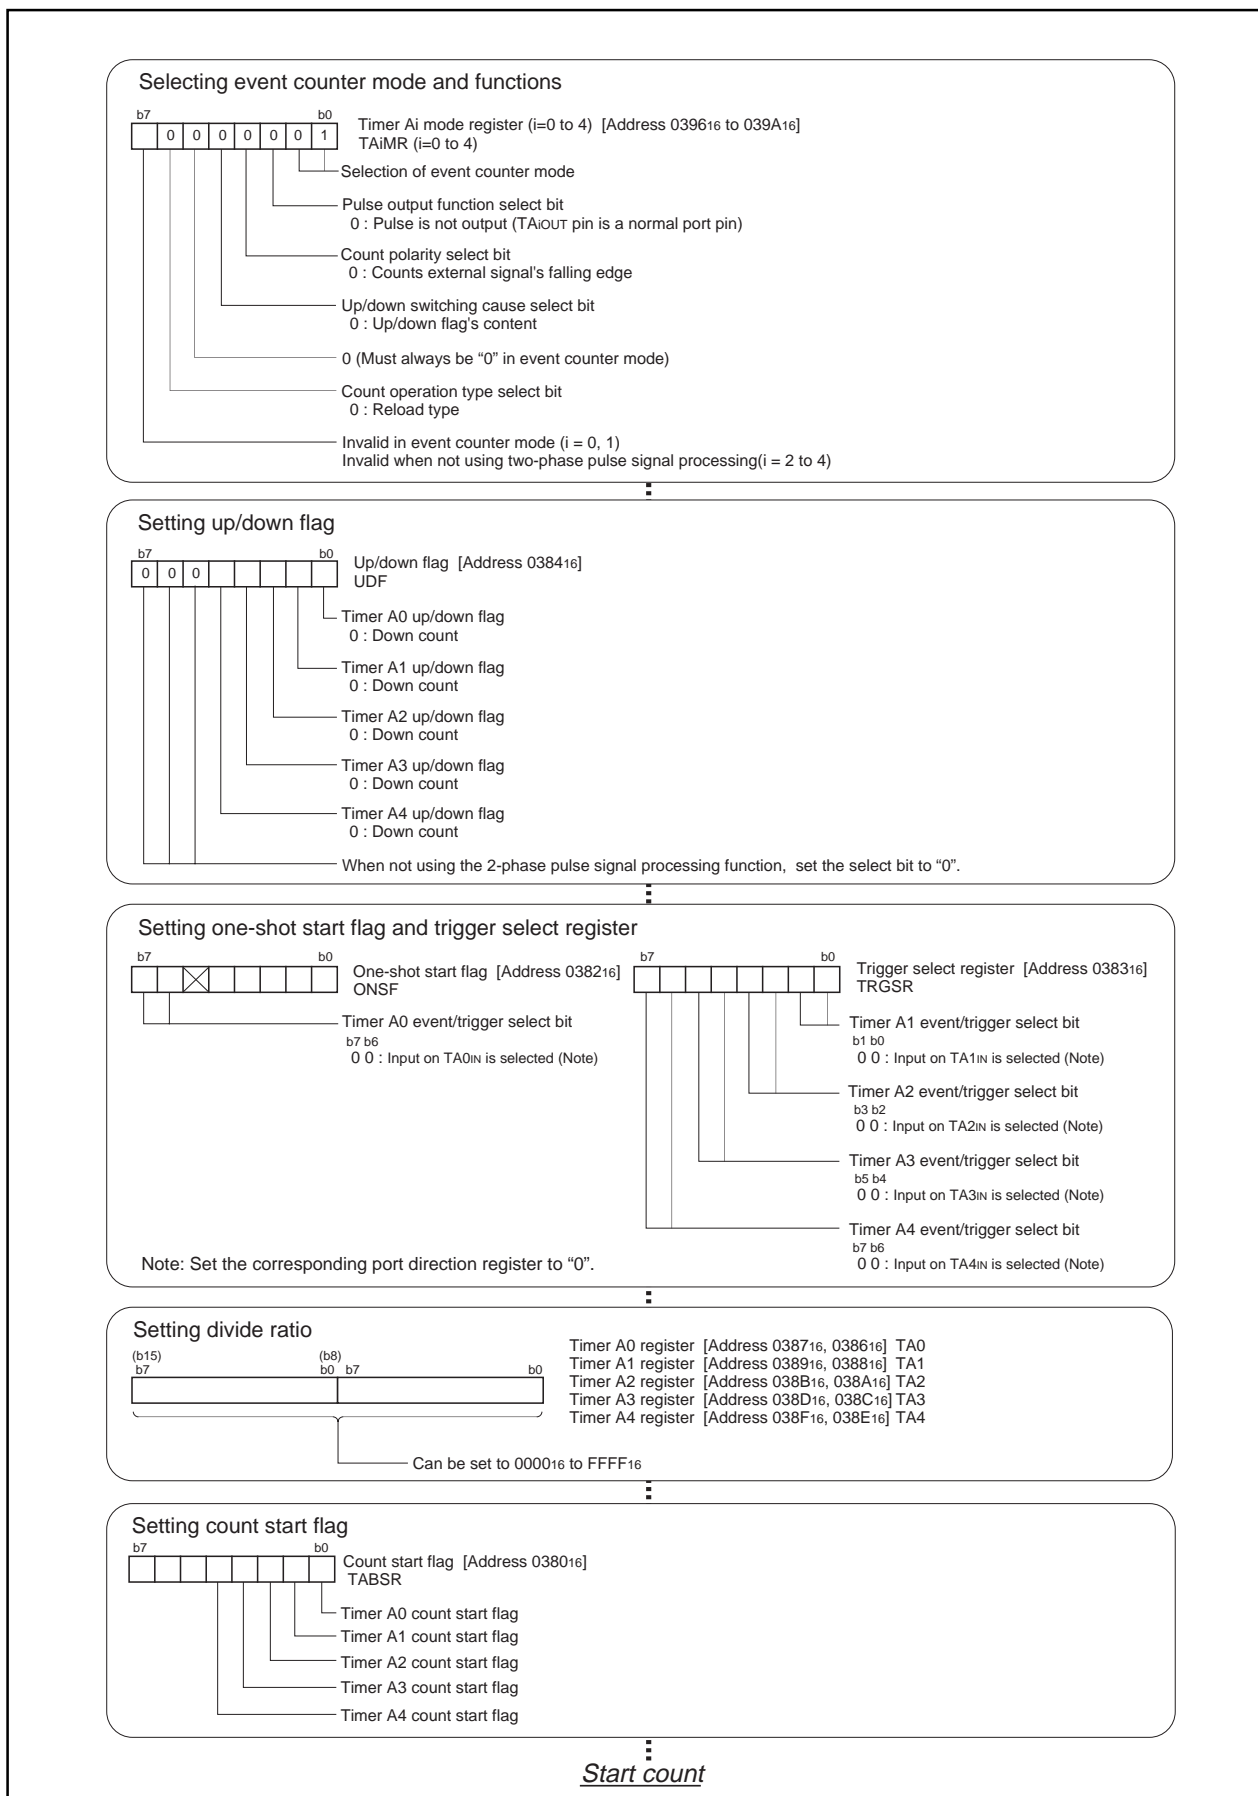 Selecting event counter mode and functions
b7 b0
0 0 0 0 0 0 1
Timer Ai mode register (i=0 to 4) [Address 039616 to 039A16]
TAiMR (i=0 to 4)
Selection of event counter mode
Pulse output function select bit
0 : Pulse is not output (TAiOUT pin is a normal port pin)
Count polarity select bit
0 : Counts external signal's falling edge
Up/down switching cause select bit
0 : Up/down flag's content
0 (Must always be “0” in event counter mode)
Count operation type select bit
0 : Reload type
Invalid in event counter mode (i = 0, 1)
Invalid when not using two-phase pulse signal processing(i = 2 to 4)
Setting up/down flag
b7 b0
0 0 0
Up/down flag [Address 038416]
UDF
Timer A0 up/down flag
0 : Down count
Timer A1 up/down flag
0 : Down count
Timer A2 up/down flag
0 : Down count
Timer A3 up/down flag
0 : Down count
Timer A4 up/down flag
0 : Down count
When not using the 2-phase pulse signal processing function, set the select bit to “0”.
Setting one-shot start flag and trigger select register
b7 b0
One-shot start flag [Address 038216]
ONSF
Timer A0 event/trigger select bit
b7 b6
0 0 : Input on TA0IN is selected (Note)
b7 b0
Trigger select register [Address 038316]
TRGSR
Timer A1 event/trigger select bit
b1 b0
0 0 : Input on TA1IN is selected (Note)
Timer A2 event/trigger select bit
b3 b2
0 0 : Input on TA2IN is selected (Note)
Timer A3 event/trigger select bit
b5 b4
0 0 : Input on TA3IN is selected (Note)
Timer A4 event/trigger select bit
b7 b6
0 0 : Input on TA4IN is selected (Note)
Note: Set the corresponding port direction register to “0”.
Setting divide ratio
(b15) (b8)
b7 b0 b7 b0
Timer A0 register [Address 038716, 038616] TA0
Timer A1 register [Address 038916, 038816] TA1
Timer A2 register [Address 038B16, 038A16] TA2
Timer A3 register [Address 038D16, 038C16] TA3
Timer A4 register [Address 038F16, 038E16] TA4
Can be set to 000016 to FFFF16
Setting count start flag
b7 b0
Count start flag [Address 038016]
TABSR
Timer A0 count start flag
Timer A1 count start flag
Timer A2 count start flag
Timer A3 count start flag
Timer A4 count start flag
Start count